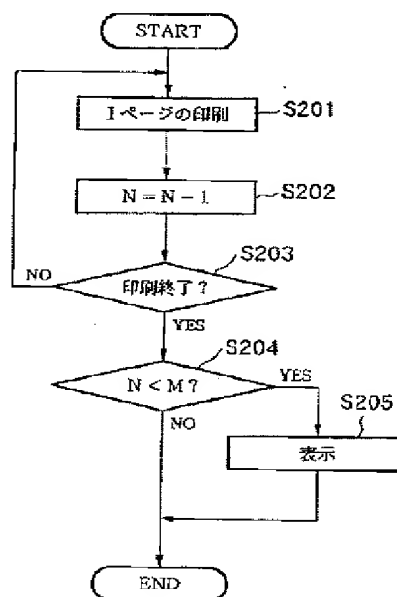 START
1ページの印刷
S201
N=N-1
S202
S203
印刷終了?
NO
YES
S204
N<M?
YES
NO
S205
表示
END